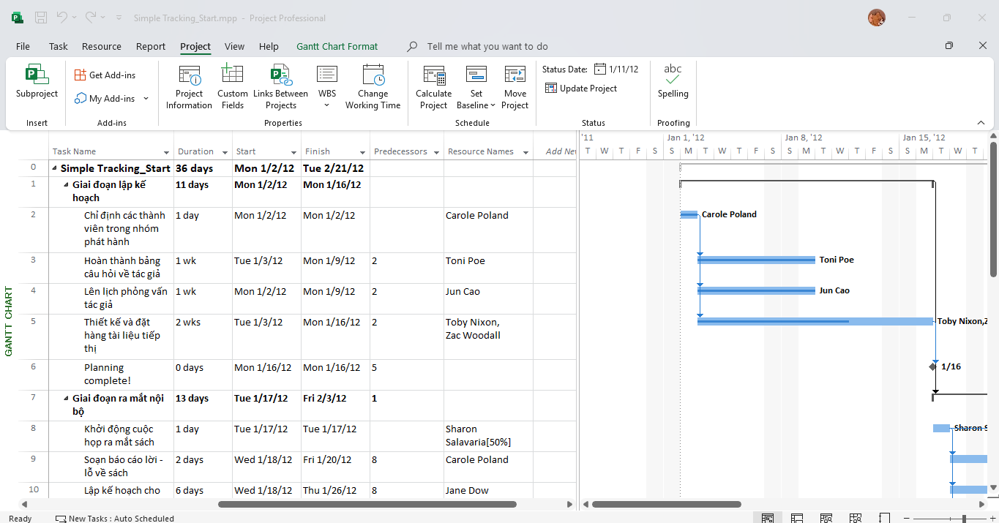 Simple Tracking_Start.mpp - Project Professional
File Task Resource Report Project View Help Gantt Chart Format Tell me what you want to do
Subproject
Insert
Get Add-ins
My Add-ins
Add-ins
Project Information
Custom Fields
Links Between Projects
WBS
Change Working Time
Properties
Calculate Project
Set Baseline
Move Project
Schedule
Status Date: 1/11/12
Update Project
Status
abc
Spelling
Proofing
Task Name Duration Start Finish Predecessors Resource Names Add New
'11 Jan 1, '12 Jan 8, '12 Jan 15, '12
T W T F S S M T W T F S S M T W T F S S M T W T
0 Simple Tracking_Start 36 days Mon 1/2/12 Tue 2/21/12
1 Giai đoạn lập kế 11 days Mon 1/2/12 Mon 1/16/12
hoạch
2 Chỉ định các thành 1 day Mon 1/2/12 Mon 1/2/12 Carole Poland Carole Poland
viên trong nhóm
phát hành
3 Hoàn thành bảng 1 wk Tue 1/3/12 Mon 1/9/12 2 Toni Poe Toni Poe
câu hỏi về tác giả
4 Lên lịch phỏng vấn 1 wk Mon 1/2/12 Mon 1/9/12 2 Jun Cao Jun Cao
tác giả
5 Thiết kế và đặt 2 wks Tue 1/3/12 Mon 1/16/12 2 Toby Nixon, Toby Nixon,Z
hàng tài liệu tiếp Zac Woodall
thị
6 Planning 0 days Mon 1/16/12 Mon 1/16/12 5 1/16
complete!
7 Giai đoạn ra mắt nội 13 days Tue 1/17/12 Fri 2/3/12 1
bộ
8 Khởi động cuộc 1 day Tue 1/17/12 Tue 1/17/12 Sharon Sharon S
họp ra mắt sách Salavaria[50%]
9 Soạn báo cáo lời - 2 days Wed 1/18/12 Fri 1/20/12 8 Carole Poland
lỗ về sách
10 Lập kế hoạch cho 6 days Wed 1/18/12 Thu 1/26/12 8 Jane Dow
GANTT CHART
Ready New Tasks : Auto Scheduled